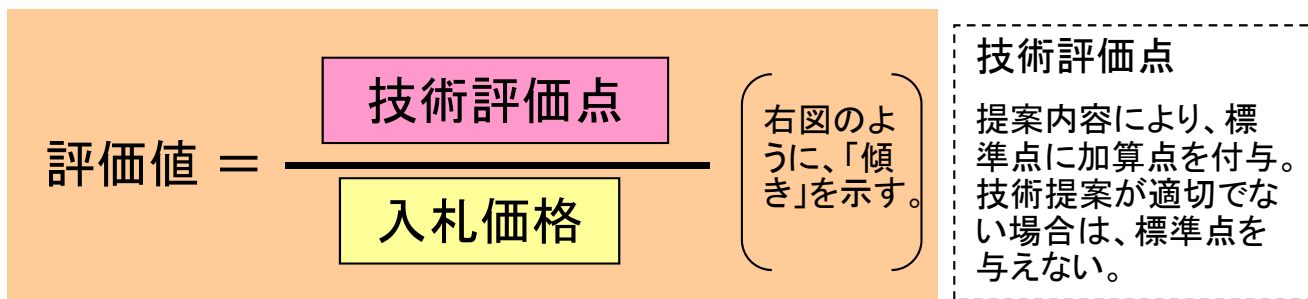 評価値 ＝
技術評価点
入札価格
右図のよ
うに、「傾
き」を示す。
技術評価点
提案内容により、標
準点に加算点を付与。
技術提案が適切でな
い場合は、標準点を
与えない。